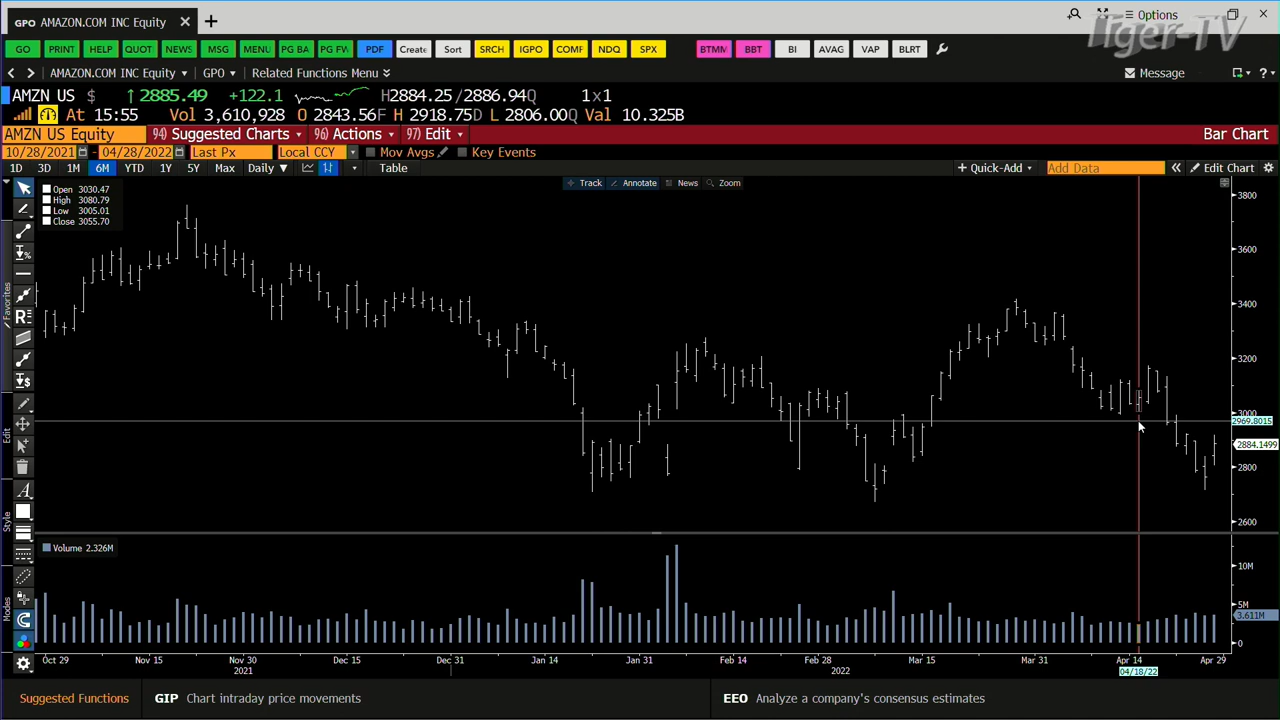 GPO AMAZON.COM INC Equity
Options
Tiger-TV
GO PRINT HELP QUOT NEWS MSG MENU PG BA PG FW PDF Create Sort SRCH IGPO COMF NDQ SPX BTMM BBT BI AVAG VAP BLRT
AMAZON.COM INC Equity GPO Related Functions Menu Message
AMZN US $ ↑2885.49 +122.1 H2884.25/2886.94Q 1x1
At 15:55 Vol 3,610,928 O 2843.56F H 2918.75D L 2806.00Q Val 10.325B
AMZN US Equity 94) Suggested Charts 96) Actions 97) Edit Bar Chart
10/28/2021 - 04/28/2022 Last Px Local CCY Mov Avgs Key Events
1D 3D 1M 6M YTD 1Y 5Y Max Daily ▼ Table + Quick-Add Add Data « Edit Chart
Track Annotate News Zoom
Open 3030.47
High 3080.79
Low 3005.01
Close 3055.70
3800
3600
3400
3200
3000
2969.8015
2884.1499
2800
2600
Favorites
Edit
Style
Modes
Volume 2.326M
10M
5M
3.611M
0
Oct 29 Nov 15 Nov 30 Dec 15 Dec 31 Jan 14 Jan 31 Feb 14 Feb 28 Mar 15 Mar 31 Apr 14 Apr 29
2021 2022 04/18/22
Suggested Functions GIP Chart intraday price movements EEO Analyze a company's consensus estimates